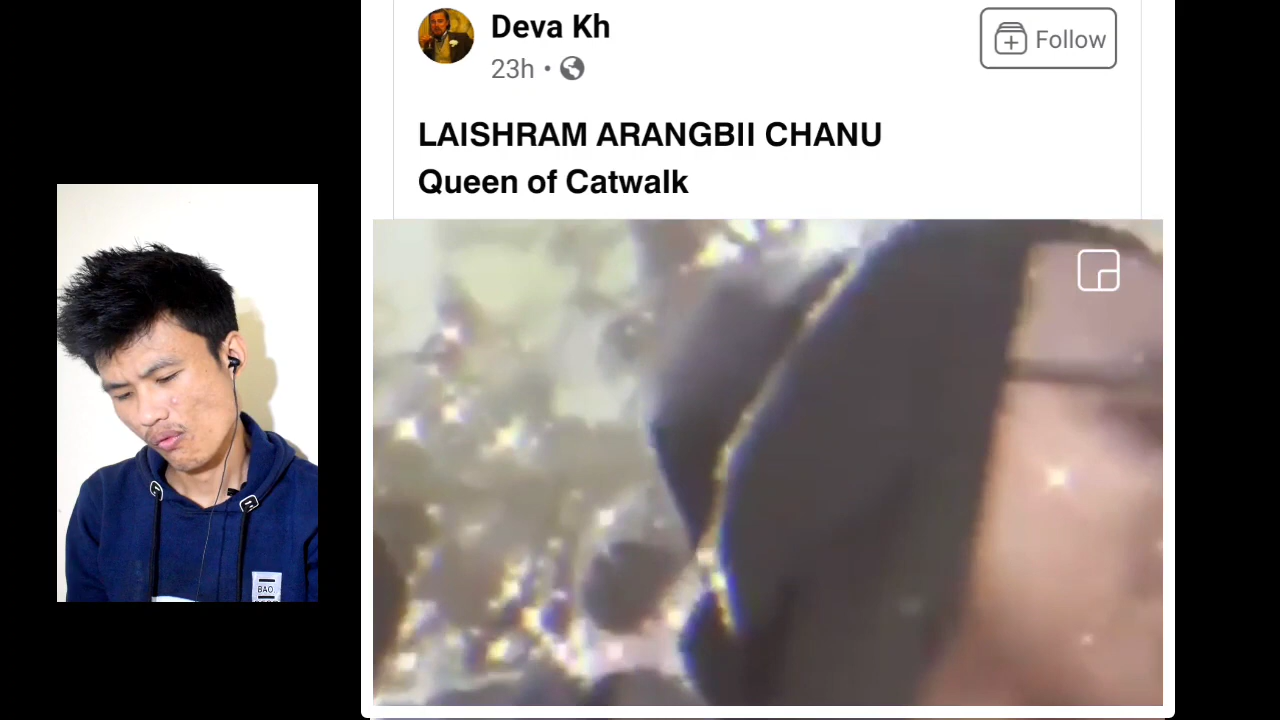 Deva Kh
Follow
23h •
LAISHRAM ARANGBII CHANU
Queen of Catwalk
BAO